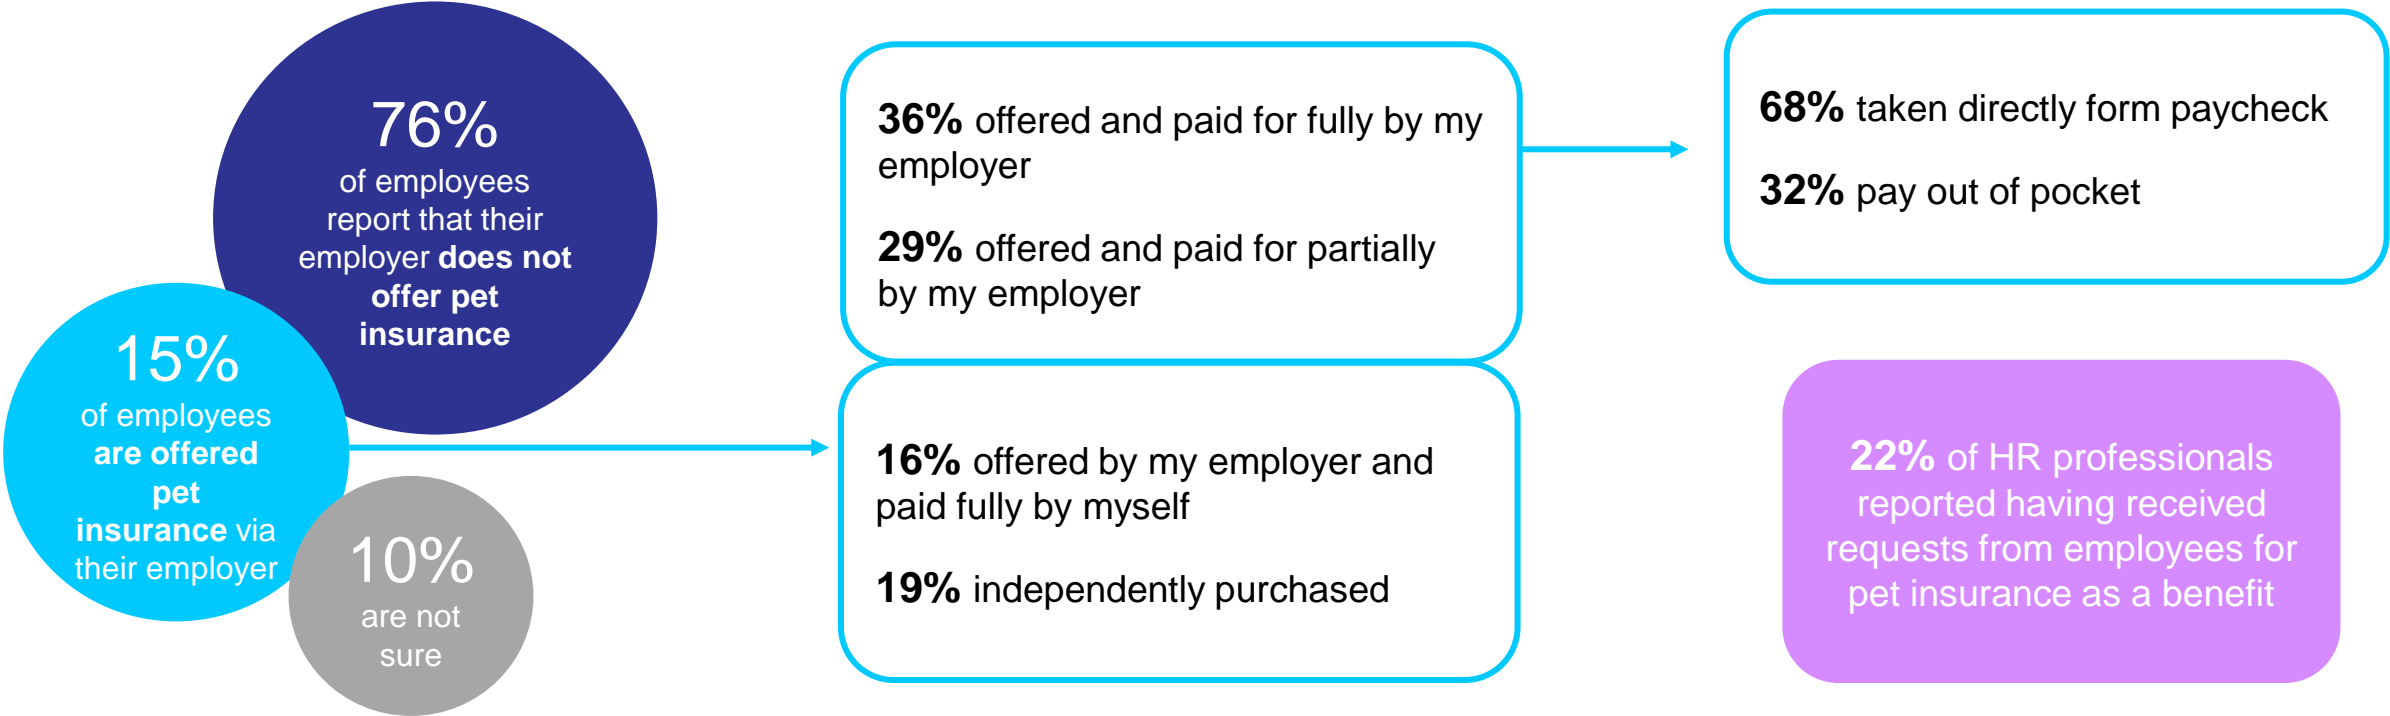 76%
of employees
report that their
employer does not
offer pet
insurance
15%
of employees
are offered
pet
insurance via
their employer
10%
are not
sure
36% offered and paid for fully by my
employer
29% offered and paid for partially
by my employer
16% offered by my employer and
paid fully by myself
19% independently purchased
68% taken directly form paycheck
32% pay out of pocket
22% of HR professionals
reported having received
requests from employees for
pet insurance as a benefit